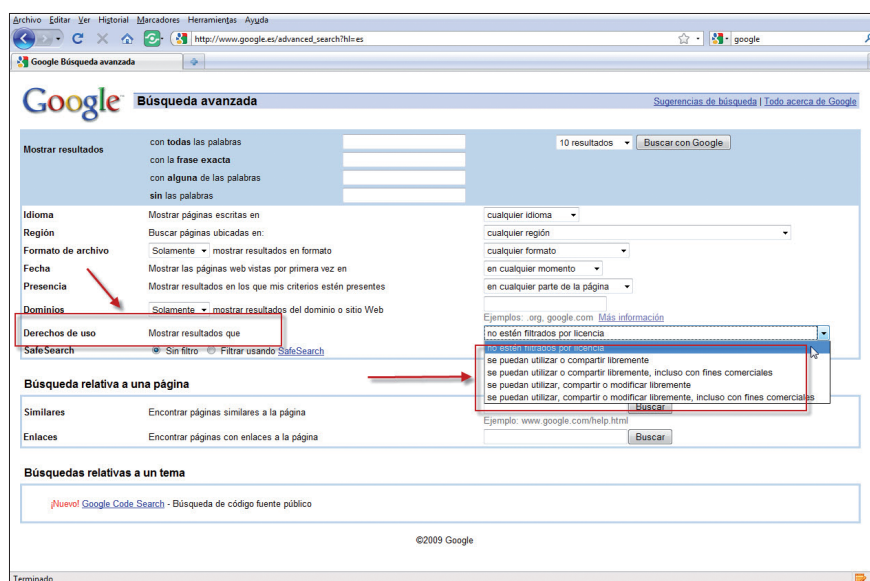 Archivo Editar Ver Historial Marcadores Herramientas Ayuda
http://www.google.es/advanced_search?hl=es
google
Google Búsqueda avanzada
Google Búsqueda avanzada
Sugerencias de búsqueda | Todo acerca de Google
Mostrar resultados
con todas las palabras
10 resultados
Buscar con Google
con la frase exacta
con alguna de las palabras
sin las palabras
Idioma Mostrar páginas escritas en cualquier idioma
Región Buscar páginas ubicadas en: cualquier región
Formato de archivo Solamente mostrar resultados en formato cualquier formato
Fecha Mostrar las páginas web vistas por primera vez en en cualquier momento
Presencia Mostrar resultados en los que mis criterios estén presentes en cualquier parte de la página
Dominios Solamente mostrar resultados del dominio o sitio Web
Ejemplos: .org, google.com Más información
Derechos de uso Mostrar resultados que no estén filtrados por licencia
no estén filtrados por licencia
SafeSearch Sin filtro Filtrar usando SafeSearch
se puedan utilizar o compartir libremente
se puedan utilizar o compartir libremente, incluso con fines comerciales
se puedan utilizar, compartir o modificar libremente
se puedan utilizar, compartir o modificar libremente, incluso con fines comerciales
Búsqueda relativa a una página
Similares Encontrar páginas similares a la página Buscar
Ejemplo: www.google.com/help.html
Enlaces Encontrar páginas con enlaces a la página Buscar
Búsquedas relativas a un tema
¡Nuevo! Google Code Search - Búsqueda de código fuente público
©2009 Google
Terminado